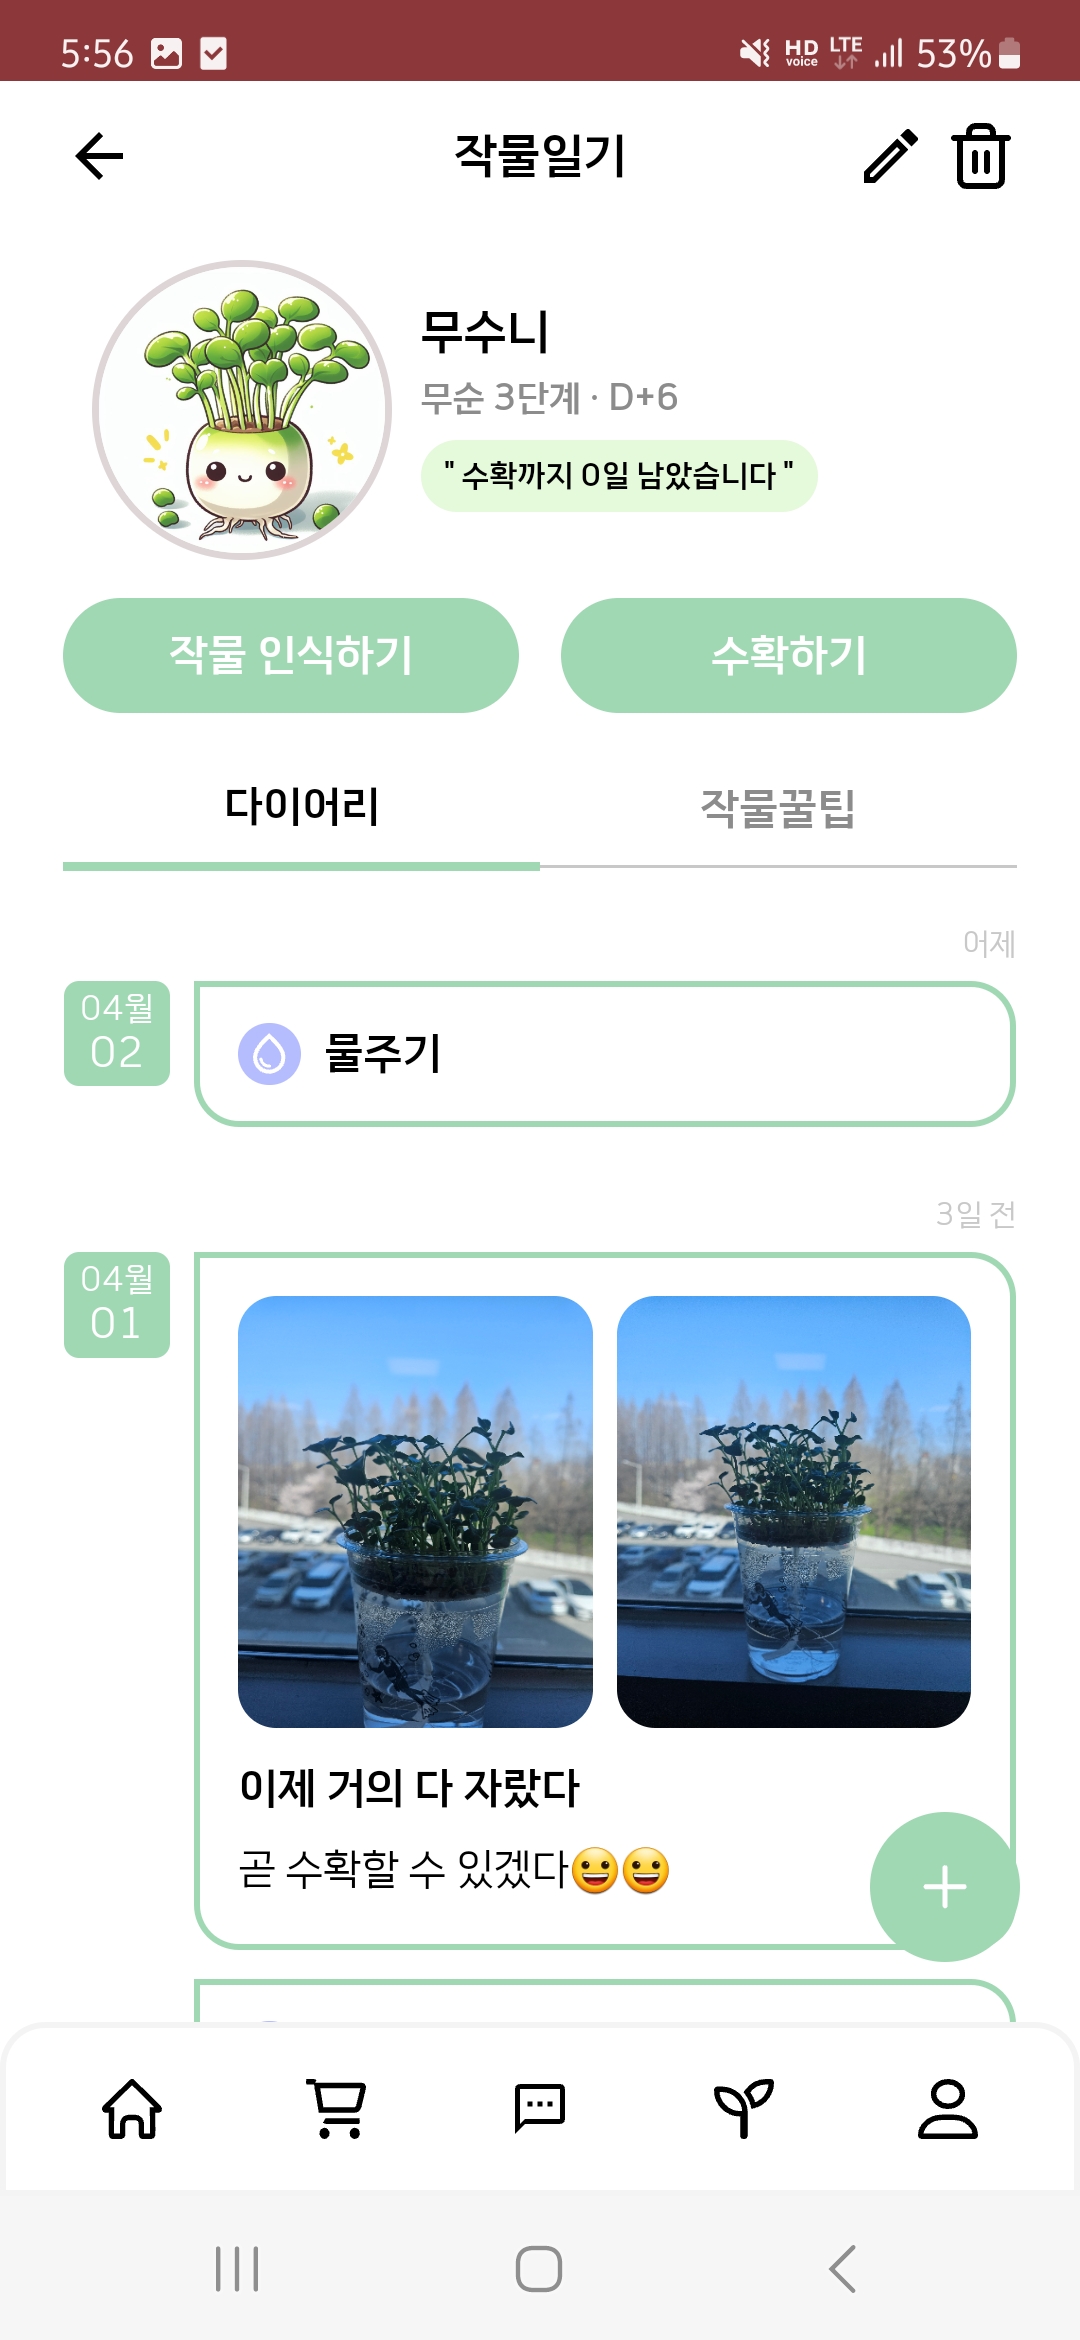 5:56
HD voice LTE 53%
작물일기
무수니
무순 3단계 · D+6
" 수확까지 0일 남았습니다 "
작물 인식하기
수확하기
다이어리
작물꿀팁
어제
04월
02
물주기
3일 전
04월
01
이제 거의 다 자랐다
곧 수확할 수 있겠다😀😀